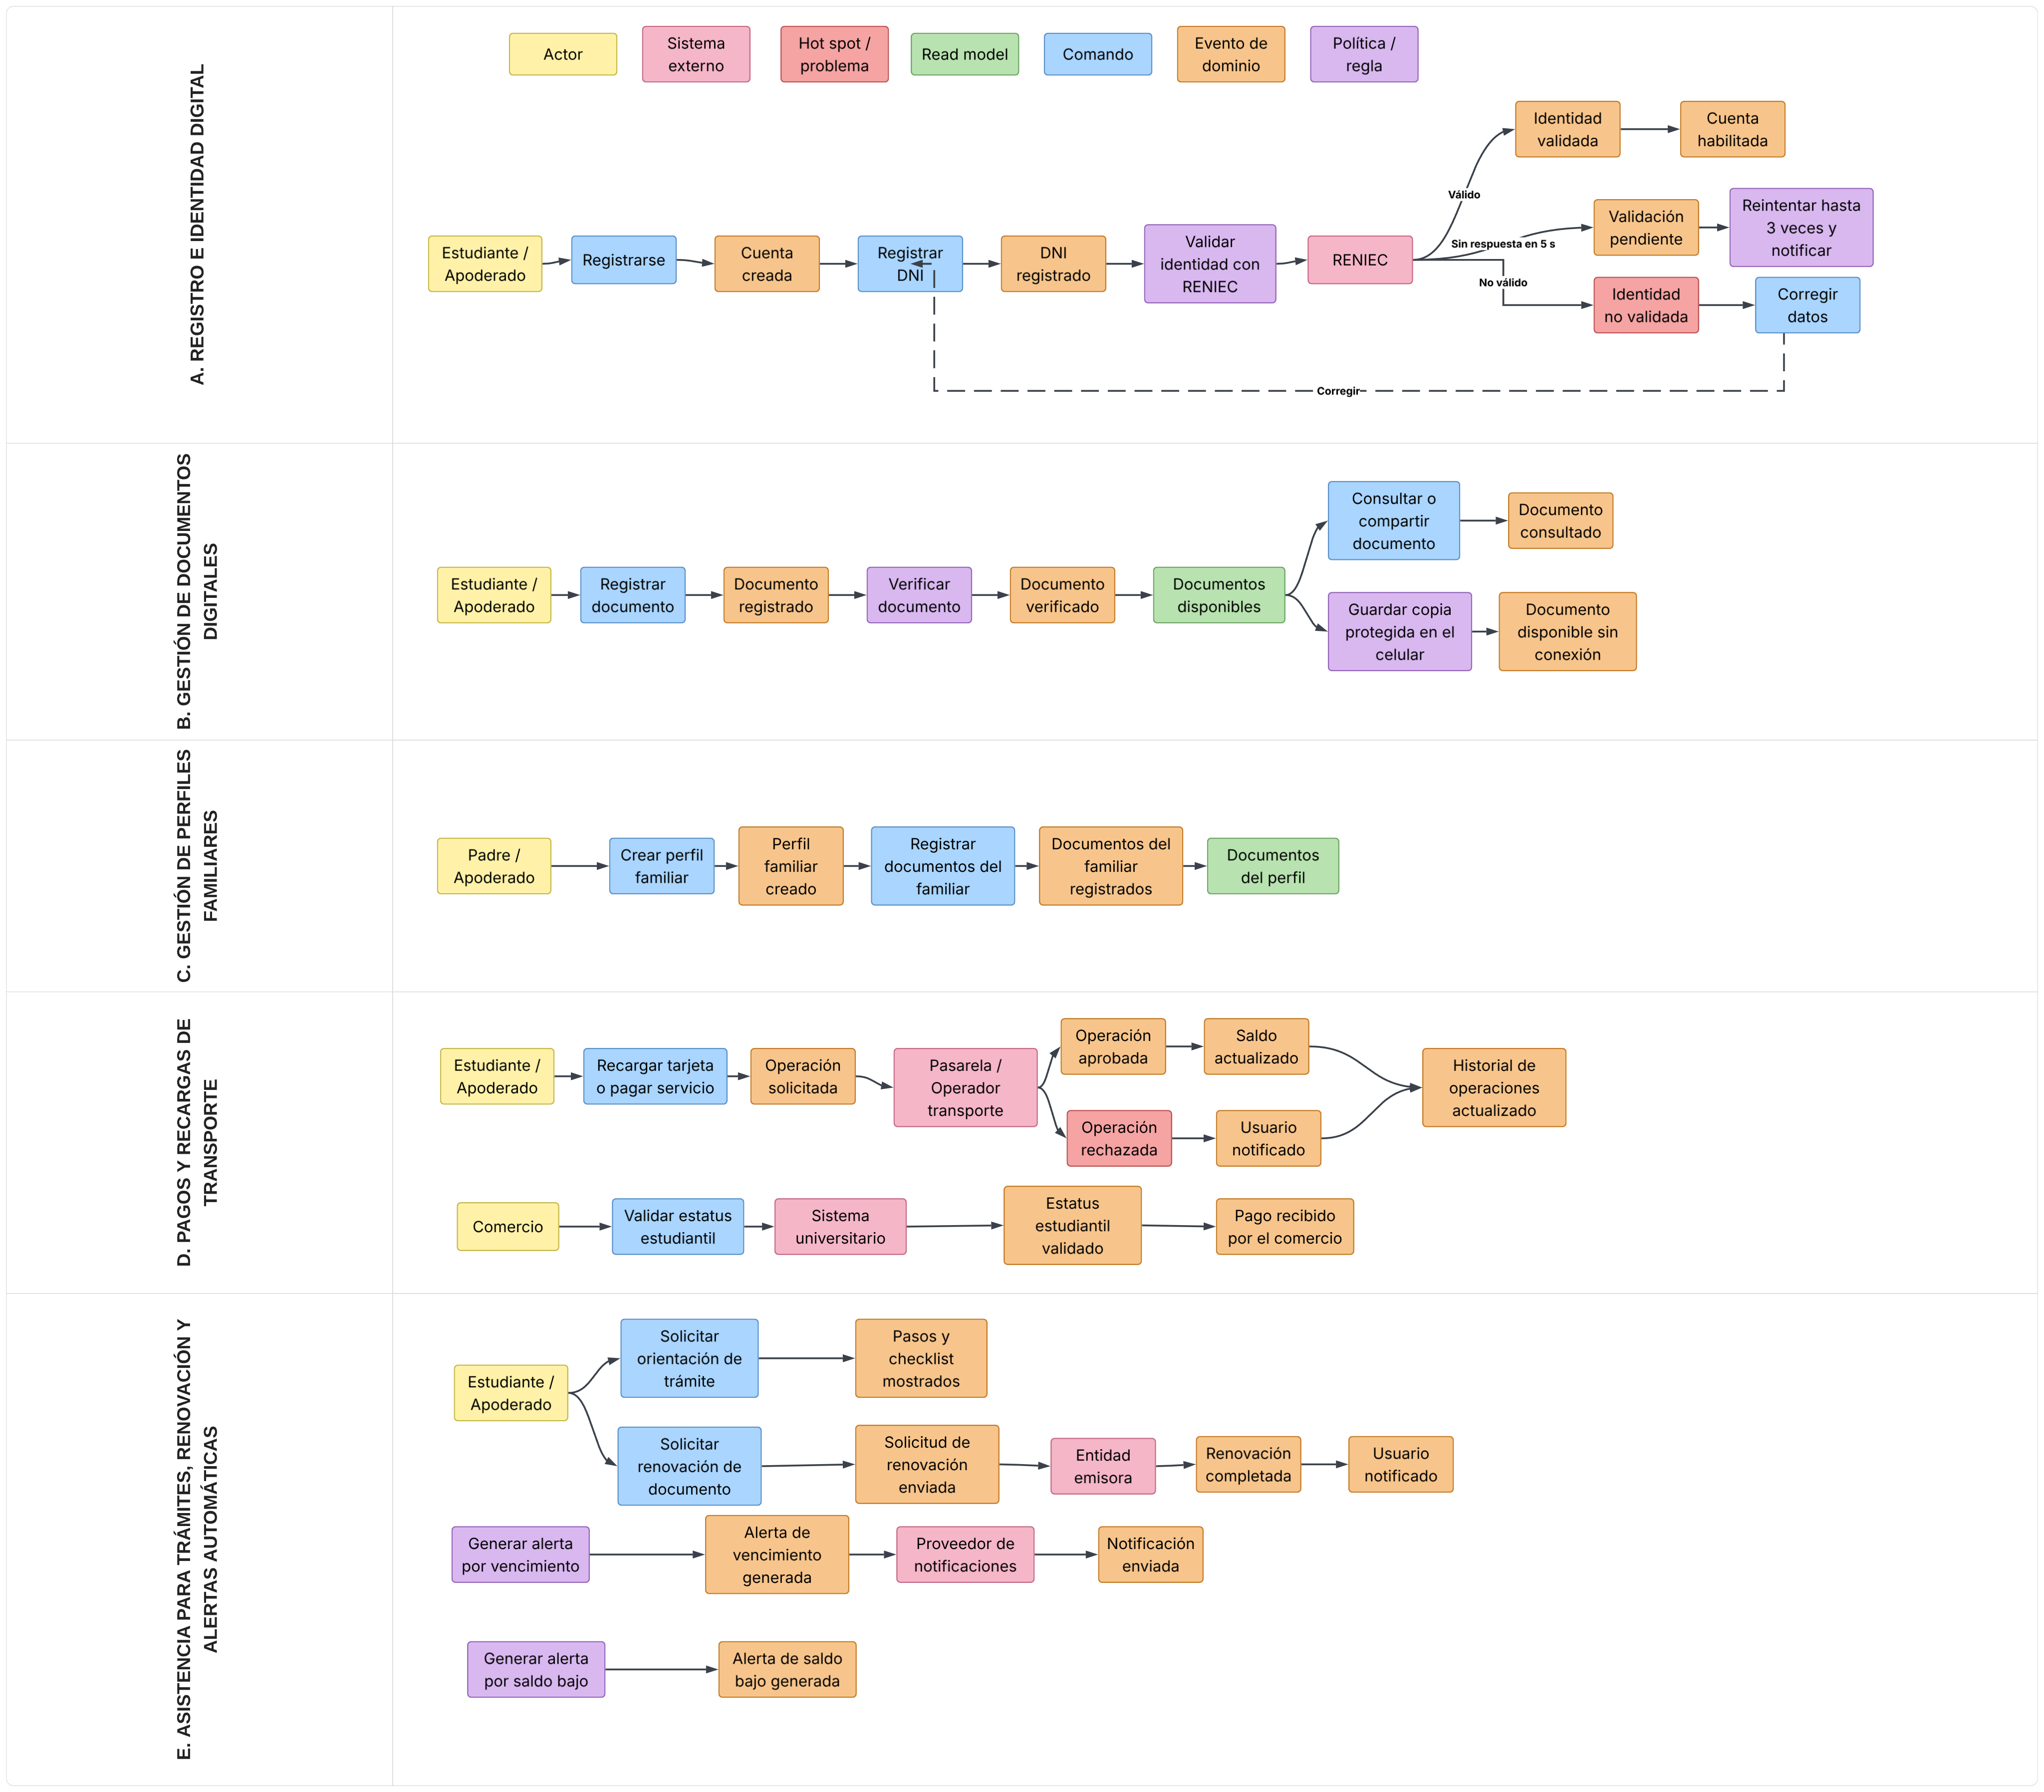 A. REGISTRO E IDENTIDAD DIGITAL
Actor
Sistema
externo
Hot spot /
problema
Read model
Comando
Evento de
dominio
Política /
regla
Estudiante /
Apoderado
Registrarse
Cuenta
creada
Registrar
DNI
DNI
registrado
Validar
identidad con
RENIEC
RENIEC
Válido
Identidad
validada
Cuenta
habilitada
Sin respuesta en 5 s
Validación
pendiente
Reintentar hasta
3 veces y
notificar
No válido
Identidad
no validada
Corregir
datos
Corregir
B. GESTIÓN DE DOCUMENTOS
DIGITALES
Estudiante /
Apoderado
Registrar
documento
Documento
registrado
Verificar
documento
Documento
verificado
Documentos
disponibles
Consultar o
compartir
documento
Documento
consultado
Guardar copia
protegida en el
celular
Documento
disponible sin
conexión
C. GESTIÓN DE PERFILES
FAMILIARES
Padre /
Apoderado
Crear perfil
familiar
Perfil
familiar
creado
Registrar
documentos del
familiar
Documentos del
familiar
registrados
Documentos
del perfil
D. PAGOS Y RECARGAS DE
TRANSPORTE
Estudiante /
Apoderado
Recargar tarjeta
o pagar servicio
Operación
solicitada
Pasarela /
Operador
transporte
Operación
aprobada
Saldo
actualizado
Operación
rechazada
Usuario
notificado
Historial de
operaciones
actualizado
Comercio
Validar estatus
estudiantil
Sistema
universitario
Estatus
estudiantil
validado
Pago recibido
por el comercio
E. ASISTENCIA PARA TRÁMITES, RENOVACIÓN Y
ALERTAS AUTOMÁTICAS
Estudiante /
Apoderado
Solicitar
orientación de
trámite
Pasos y
checklist
mostrados
Solicitar
renovación de
documento
Solicitud de
renovación
enviada
Entidad
emisora
Renovación
completada
Usuario
notificado
Generar alerta
por vencimiento
Alerta de
vencimiento
generada
Proveedor de
notificaciones
Notificación
enviada
Generar alerta
por saldo bajo
Alerta de saldo
bajo generada